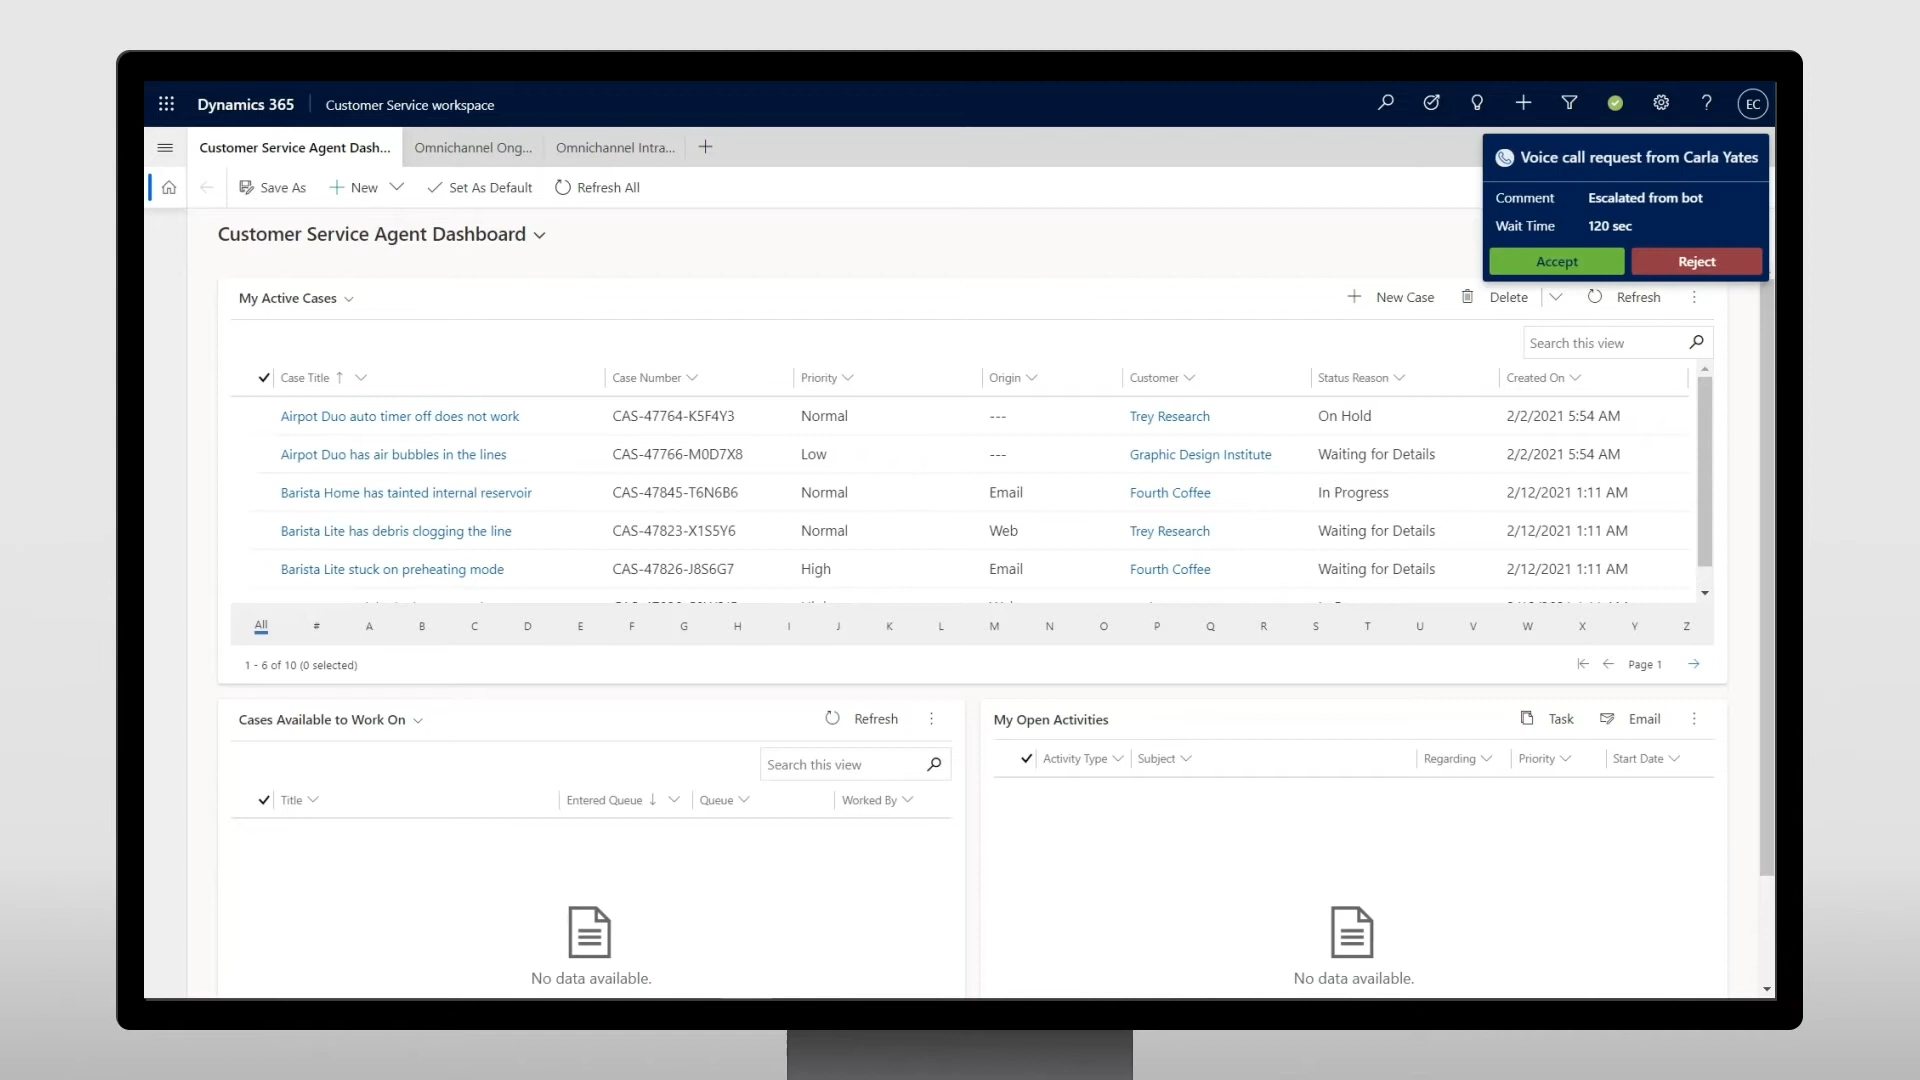 Dynamics 365 Customer Service workspace EC
Customer Service Agent Dash... Omnichannel Ong... Omnichannel Intra...
Voice call request from Carla Yates
Comment Escalated from bot
Wait Time 120 sec
Accept Reject
Save As New Set As Default Refresh All
Customer Service Agent Dashboard
My Active Cases New Case Delete Refresh
Search this view
Case Title Case Number Priority Origin Customer Status Reason Created On
Airpot Duo auto timer off does not work CAS-47764-K5F4Y3 Normal --- Trey Research On Hold 2/2/2021 5:54 AM
Airpot Duo has air bubbles in the lines CAS-47766-M0D7X8 Low --- Graphic Design Institute Waiting for Details 2/2/2021 5:54 AM
Barista Home has tainted internal reservoir CAS-47845-T6N6B6 Normal Email Fourth Coffee In Progress 2/12/2021 1:11 AM
Barista Lite has debris clogging the line CAS-47823-X1S5Y6 Normal Web Trey Research Waiting for Details 2/12/2021 1:11 AM
Barista Lite stuck on preheating mode CAS-47826-J8S6G7 High Email Fourth Coffee Waiting for Details 2/12/2021 1:11 AM
All # A B C D E F G H I J K L M N O P Q R S T U V W X Y Z
1 - 6 of 10 (0 selected) Page 1
Cases Available to Work On Refresh
Search this view
Title Entered Queue Queue Worked By
No data available.
My Open Activities Task Email
Activity Type Subject Regarding Priority Start Date
No data available.